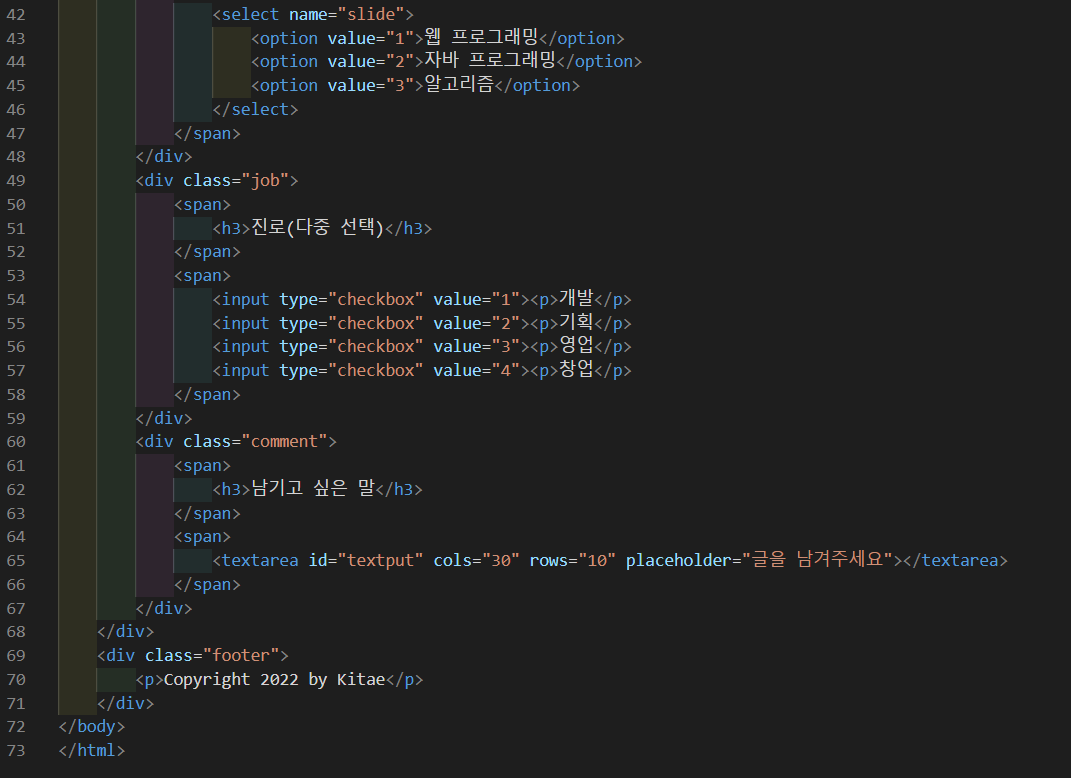 42 <select name="slide">
43 <option value="1">웹 프로그래밍</option>
44 <option value="2">자바 프로그래밍</option>
45 <option value="3">알고리즘</option>
46 </select>
47 </span>
48 </div>
49 <div class="job">
50 <span>
51 <h3>진로(다중 선택)</h3>
52 </span>
53 <span>
54 <input type="checkbox" value="1"><p>개발</p>
55 <input type="checkbox" value="2"><p>기획</p>
56 <input type="checkbox" value="3"><p>영업</p>
57 <input type="checkbox" value="4"><p>창업</p>
58 </span>
59 </div>
60 <div class="comment">
61 <span>
62 <h3>남기고 싶은 말</h3>
63 </span>
64 <span>
65 <textarea id="textput" cols="30" rows="10" placeholder="글을 남겨주세요"></textarea>
66 </span>
67 </div>
68 </div>
69 <div class="footer">
70 <p>Copyright 2022 by Kitae</p>
71 </div>
72 </body>
73 </html>